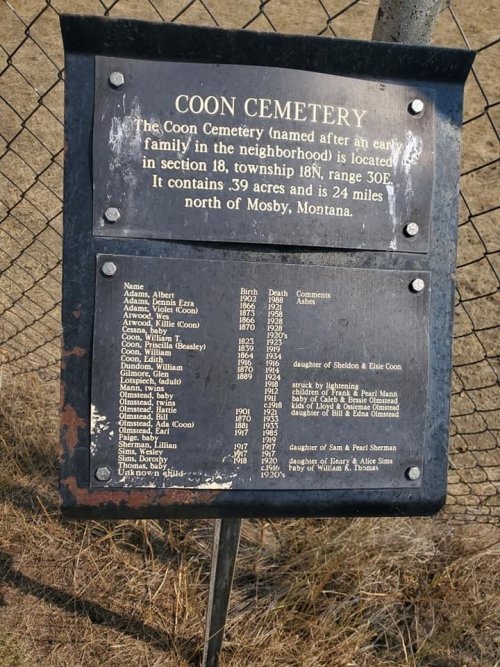 COON CEMETERY
The Coon Cemetery (named after an early
family in the neighborhood) is located
in section 18, township 18N, range 30E.
It contains .39 acres and is 24 miles
north of Mosby, Montana.
Name Birth Death Comments
Adams, Albert 1902 1988 Ashes
Adams, Dennis Ezra 1866 1921
Adams, Violet (Coon) 1873 1958
Atwood, Wes 1866 1928
Atwood, Killie (Coon) 1870 1928
Cessna, baby 1920's
Coon, William T. 1823 1923
Coon, Priscilla (Beasley) 1839 1919
Coon, William 1864 1934
Coon, Edith 1916 1916 daughter of Sheldon & Elsie Coon
Dundom, William 1870 1914
Gilmore, Glen 1889 1924
Lotspiech, (adult) 1918 struck by lightening
Mann, twins 1912 children of Frank & Pearl Mann
Olmstead, baby 1911 baby of Caleb & Bessie Olmstead
Olmstead, twins c.1918 kids of Lloyd & Ossiemae Olmstead
Olmstead, Hattie 1901 1921 daughter of Bill & Edna Olmstead
Olmstead, Bill 1870 1933
Olmstead, Ada (Coon) 1881 1933
Olmstead, Earl 1917 1985
Paige, baby 1919
Sherman, Lillian 1917 1917 daughter of Sam & Pearl Sherman
Sims, Wesley 1917 1917
Sims, Dorothy 1918 1920 daughter of Henry & Alice Sims
Thomas, baby c.1916 baby of William K. Thomas
Unknown child 1920's